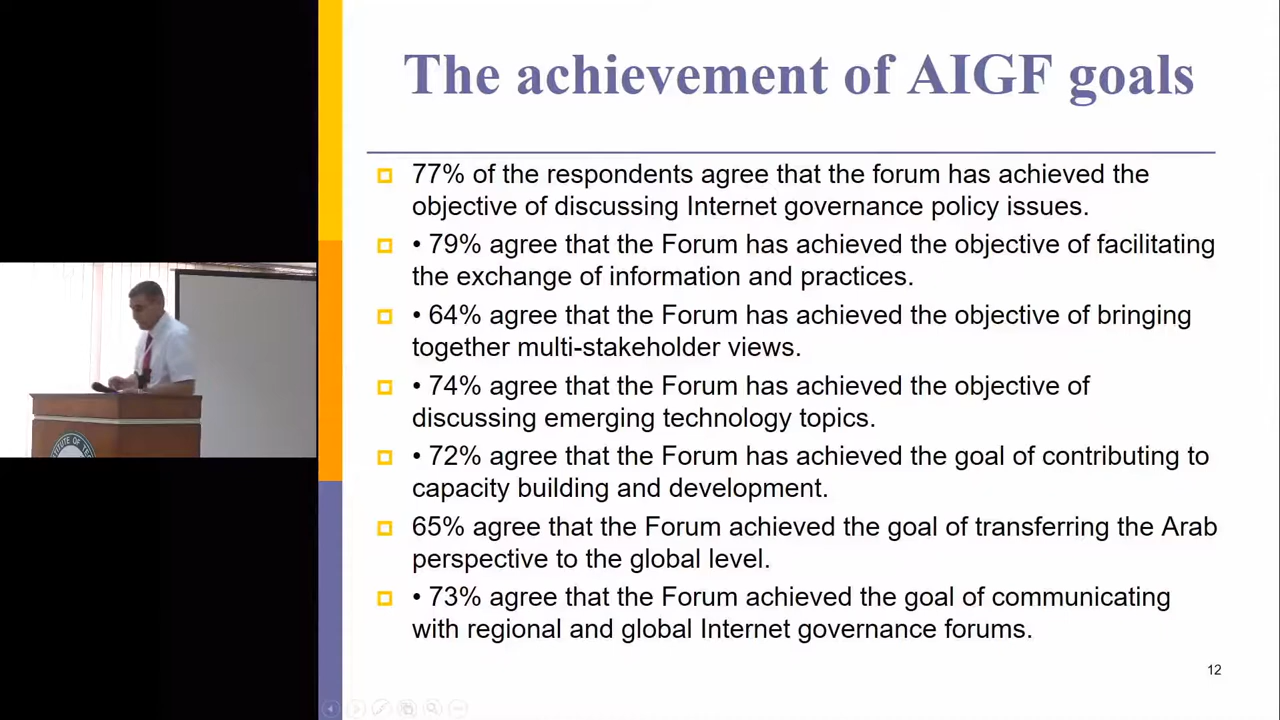 The achievement of AIGF goals
77% of the respondents agree that the forum has achieved the
objective of discussing Internet governance policy issues.
• 79% agree that the Forum has achieved the objective of facilitating
the exchange of information and practices.
• 64% agree that the Forum has achieved the objective of bringing
together multi-stakeholder views.
• 74% agree that the Forum has achieved the objective of
discussing emerging technology topics.
• 72% agree that the Forum has achieved the goal of contributing to
capacity building and development.
65% agree that the Forum achieved the goal of transferring the Arab
perspective to the global level.
• 73% agree that the Forum achieved the goal of communicating
with regional and global Internet governance forums.
12